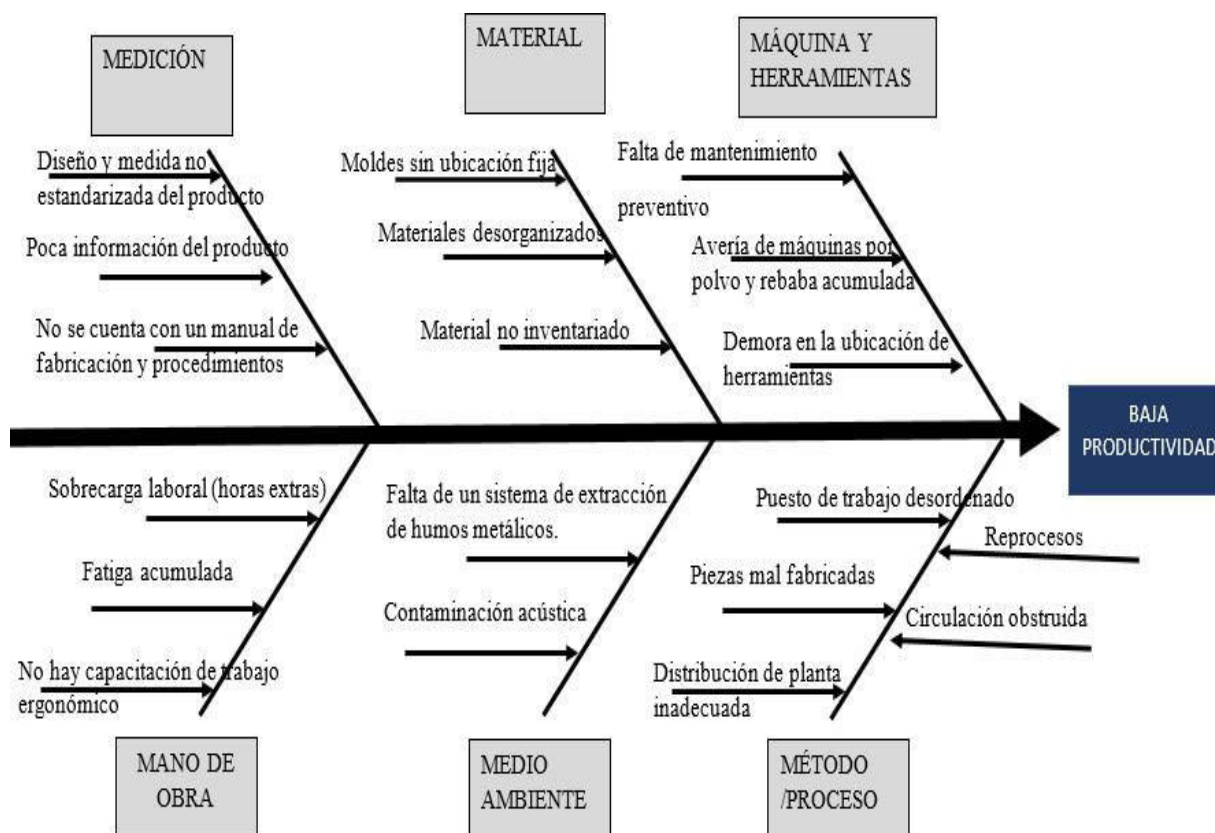 MEDICIÓN
MATERIAL
MÁQUINA Y
HERRAMIENTAS
Diseño y medida no
estandarizada del producto
Poca información del producto
No se cuenta con un manual de
fabricación y procedimientos
Moldes sin ubicación fija
Materiales desorganizados
Material no inventariado
Falta de mantenimiento
preventivo
Avería de máquinas por
polvo y rebaba acumulada
Demora en la ubicación de
herramientas
BAJA
PRODUCTIVIDAD
Sobrecarga laboral (horas extras)
Fatiga acumulada
No hay capacitación de trabajo
ergonómico
Falta de un sistema de extracción
de humos metálicos.
Contaminación acústica
Puesto de trabajo desordenado
Reprocesos
Piezas mal fabricadas
Circulación obstruida
Distribución de planta
inadecuada
MANO DE
OBRA
MEDIO
AMBIENTE
MÉTODO
/PROCESO